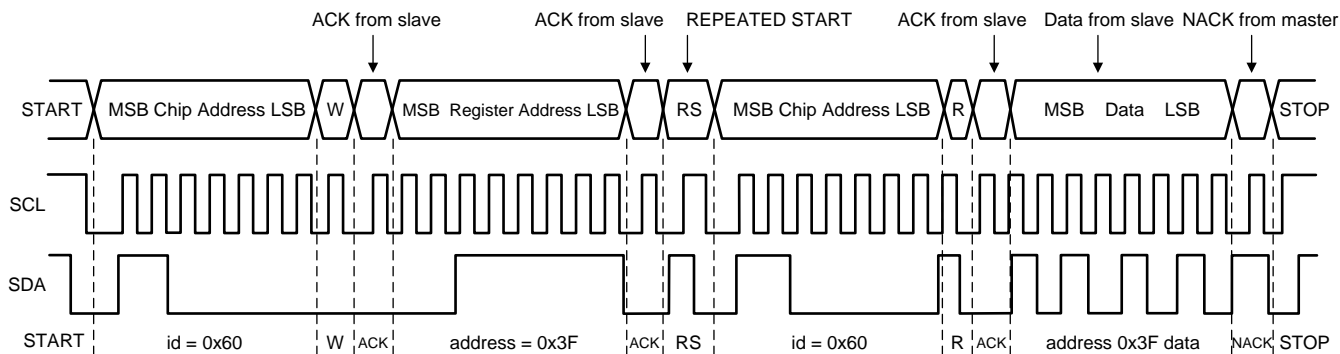 ACK from slave ACK from slave REPEATED START ACK from slave Data from slave NACK from master
START MSB Chip Address LSB W MSB Register Address LSB RS MSB Chip Address LSB R MSB Data LSB STOP
SCL
SDA
START id = 0x60 W ACK address = 0x3F ACK RS id = 0x60 R ACK address 0x3F data NACK STOP